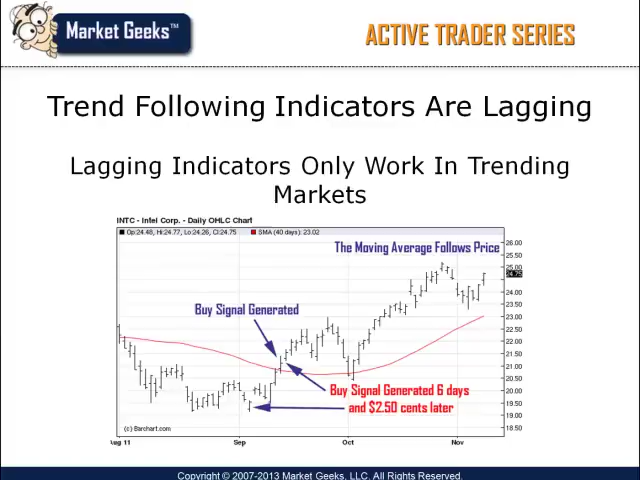 Market Geeks™
ACTIVE TRADER SERIES
Trend Following Indicators Are Lagging
Lagging Indicators Only Work In Trending
Markets
INTC - Intel Corp. - Daily OHLC Chart
Op:24.48, Hi:24.77, Lo:24.26, Cl:24.75 SMA (40 days): 23.02
The Moving Average Follows Price
26.00
25.50
25.00
24.75
24.00
23.50
23.00
22.50
22.00
21.50
21.00
20.50
20.00
19.50
19.00
18.50
Buy Signal Generated
Buy Signal Generated 6 days
and $2.50 cents later
(c) Barchart.com
Aug 11 Sep Oct Nov
Copyright © 2007-2013 Market Geeks, LLC. All Rights Reserved.